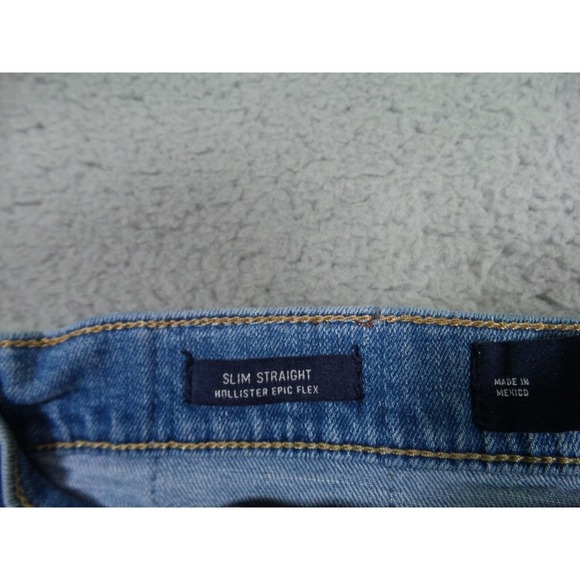 SLIM STRAIGHT
HOLLISTER EPIC FLEX
MADE IN
MEXICO